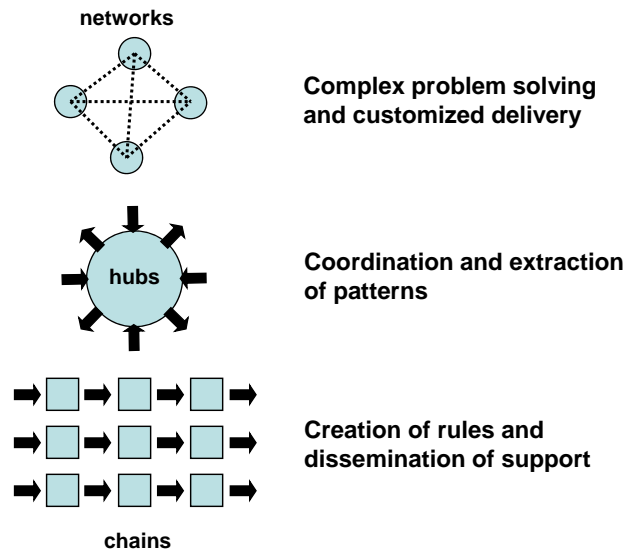 networks
Complex problem solving
and customized delivery
hubs
Coordination and extraction
of patterns
Creation of rules and
dissemination of support
chains